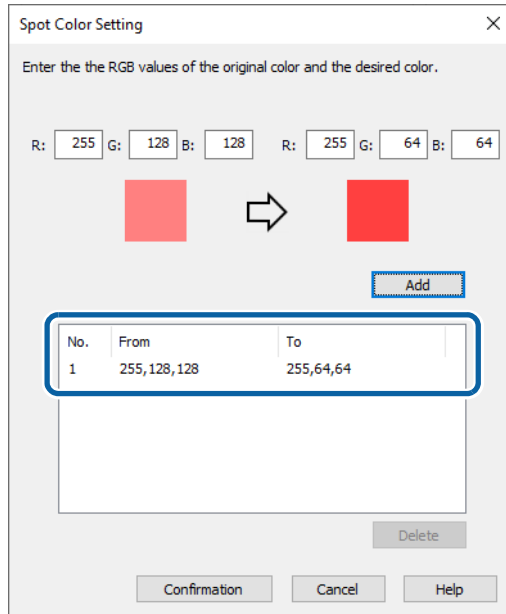 Spot Color Setting
Enter the the RGB values of the original color and the desired color.
R: 255 G: 128 B: 128 R: 255 G: 64 B: 64
Add
No. From To
1 255,128,128 255,64,64
Delete
Confirmation Cancel Help